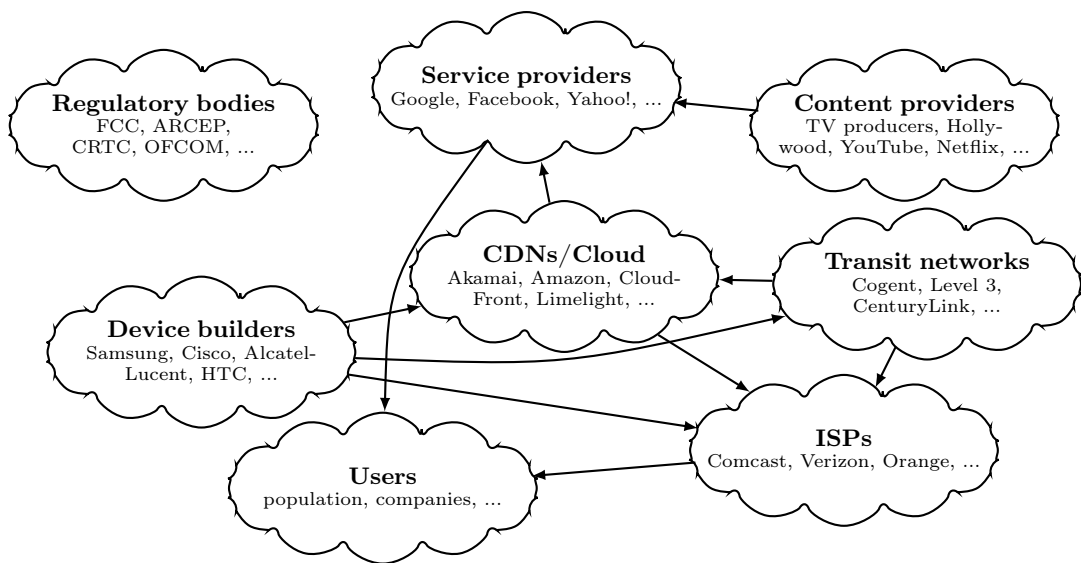 Service providers
Google, Facebook, Yahoo!, ...
Regulatory bodies
FCC, ARCEP,
CRTC, OFCOM, ...
Content providers
TV producers, Holly-
wood, YouTube, Netflix, ...
CDNs/Cloud
Akamai, Amazon, Cloud-
Front, Limelight, ...
Transit networks
Cogent, Level 3,
CenturyLink, ...
Device builders
Samsung, Cisco, Alcatel-
Lucent, HTC, ...
ISPs
Comcast, Verizon, Orange, ...
Users
population, companies, ...